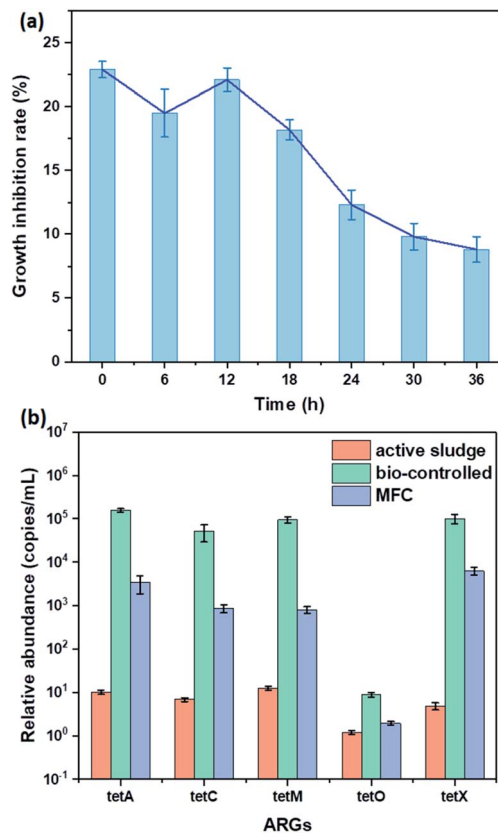 (a)
Growth inhibition rate (%)
25
20
15
10
5
0
0 6 12 18 24 30 36
Time (h)
(b)
Relative abundance (copies/mL)
10^7
10^6
10^5
10^4
10^3
10^2
10^1
10^0
10^-1
active sludge
bio-controlled
MFC
tetA tetC tetM tetO tetX
ARGs